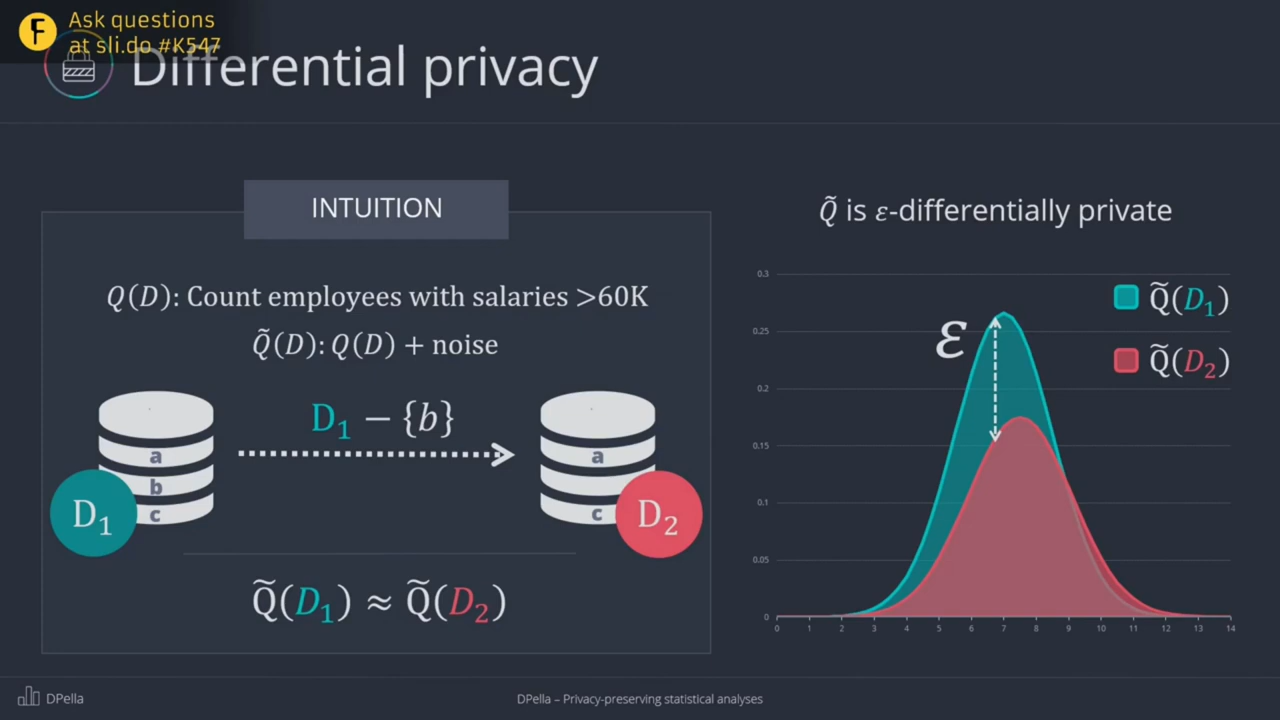 F
Ask questions
at sli.do #K547
Differential privacy
INTUITION
Q(D): Count employees with salaries >60K
Q̃(D): Q(D) + noise
D₁ − {b}
a
b
c
D₁
a
c
D₂
Q̃(D₁) ≈ Q̃(D₂)
Q̃ is ε-differentially private
0.3
0.25
0.2
0.15
0.1
0.05
0
ε
Q̃(D₁)
Q̃(D₂)
0 1 2 3 4 5 6 7 8 9 10 11 12 13 14
DPella
DPella – Privacy-preserving statistical analyses